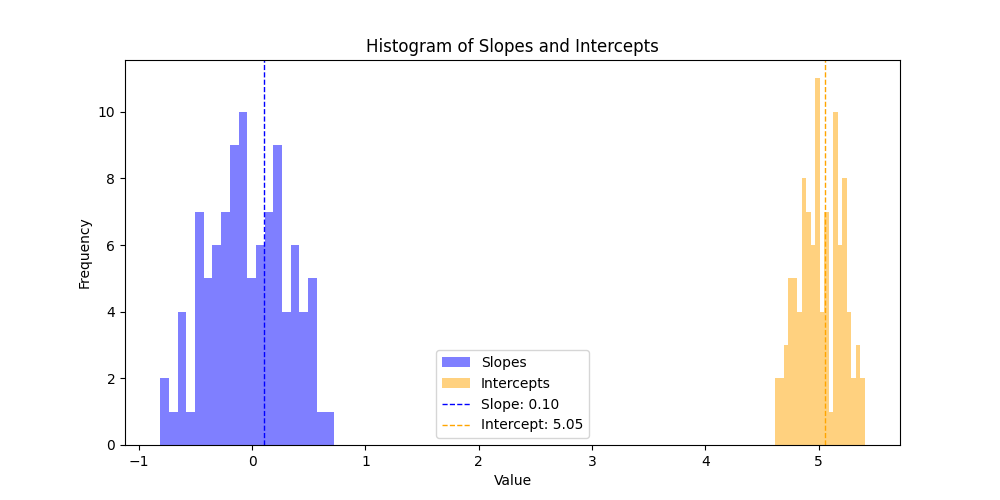 Histogram of Slopes and Intercepts
Frequency
10
8
6
4
2
0
Slopes
Intercepts
Slope: 0.10
Intercept: 5.05
−1 0 1 2 3 4 5
Value